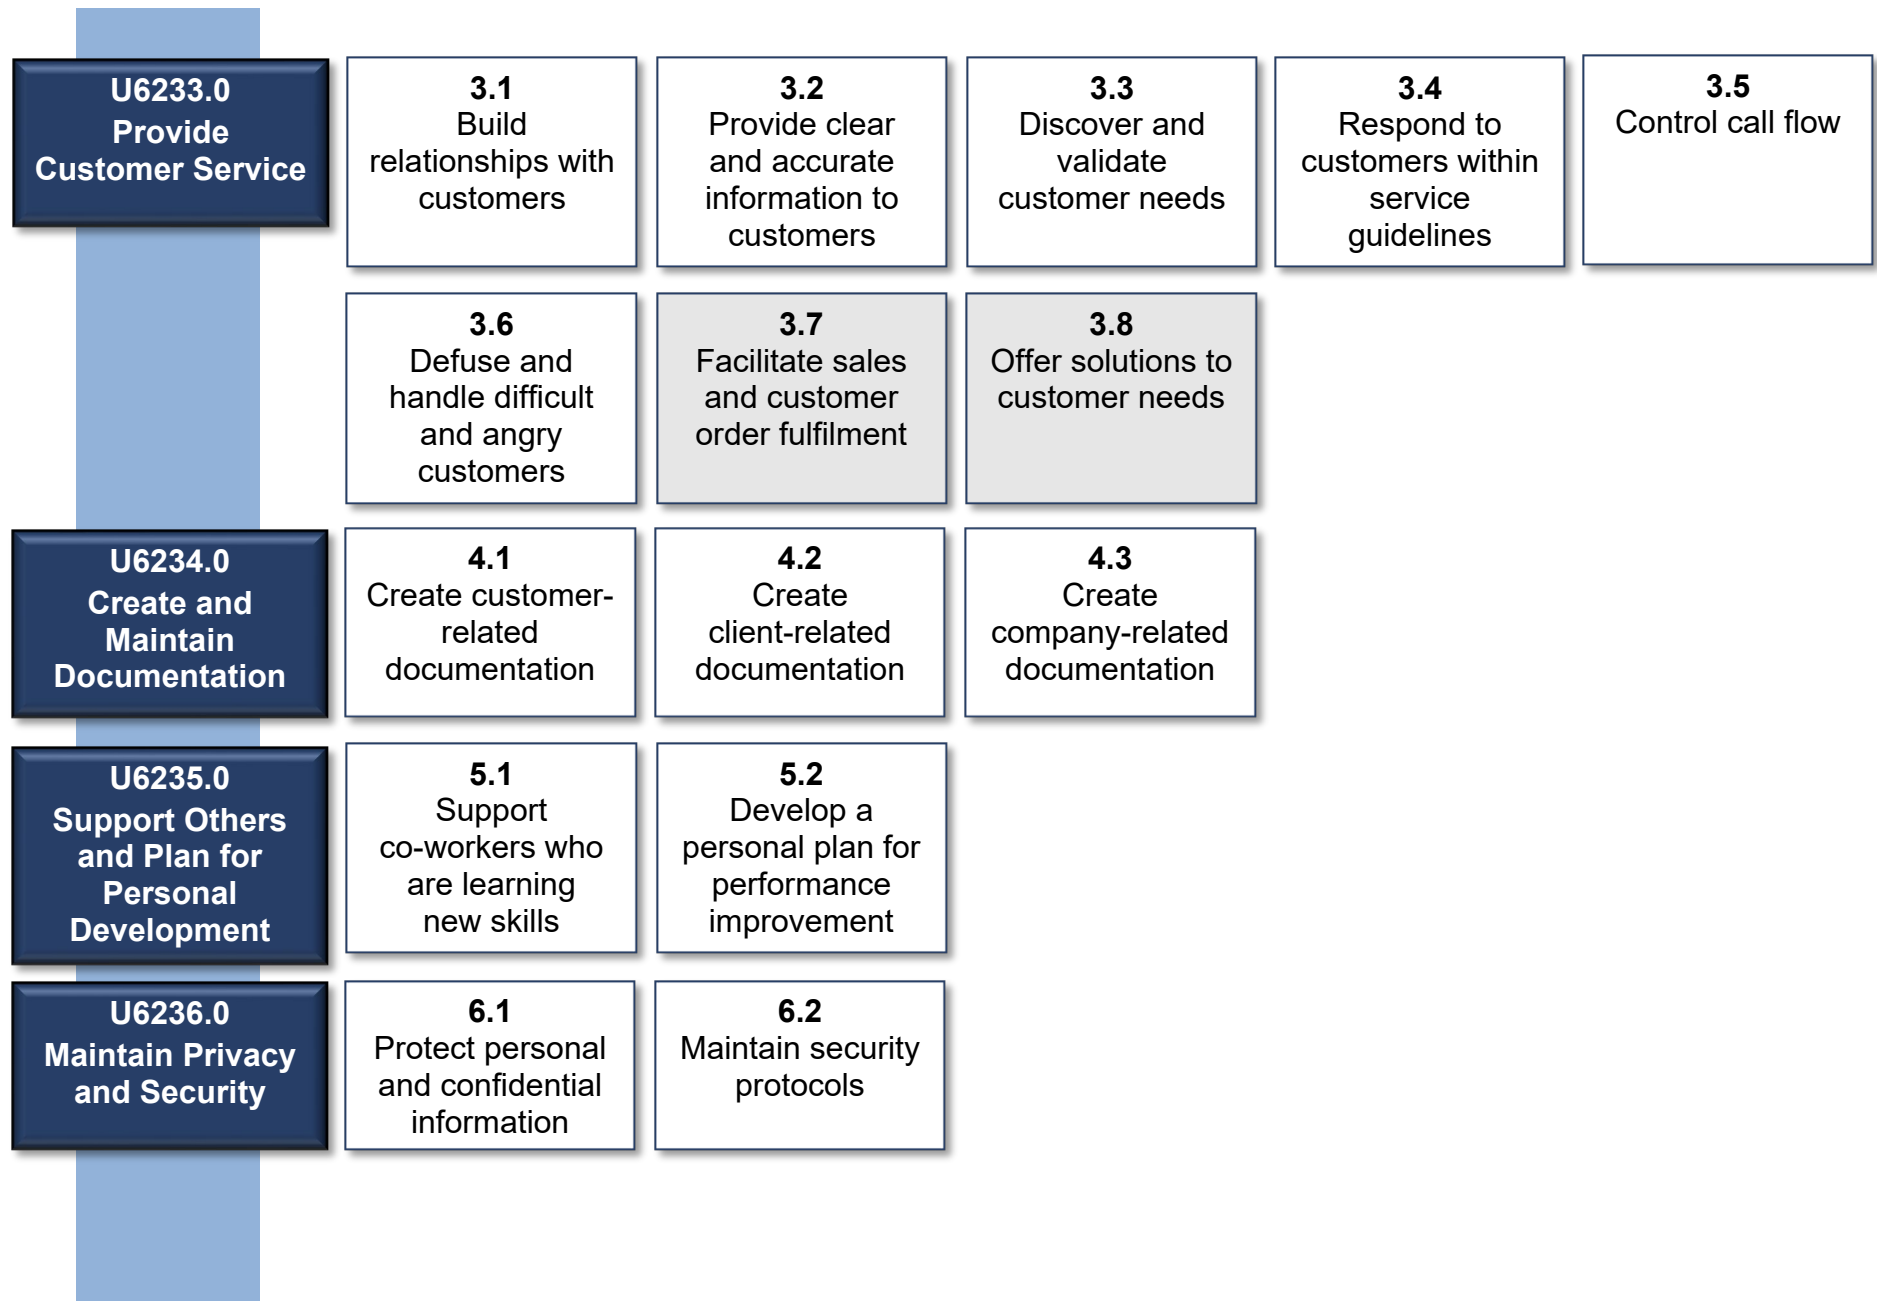 U6233.0
Provide
Customer Service
3.1
Build
relationships with
customers
3.2
Provide clear
and accurate
information to
customers
3.3
Discover and
validate
customer needs
3.4
Respond to
customers within
service
guidelines
3.5
Control call flow
3.6
Defuse and
handle difficult
and angry
customers
3.7
Facilitate sales
and customer
order fulfilment
3.8
Offer solutions to
customer needs
U6234.0
Create and
Maintain
Documentation
4.1
Create customer-
related
documentation
4.2
Create
client-related
documentation
4.3
Create
company-related
documentation
U6235.0
Support Others
and Plan for
Personal
Development
5.1
Support
co-workers who
are learning
new skills
5.2
Develop a
personal plan for
performance
improvement
U6236.0
Maintain Privacy
and Security
6.1
Protect personal
and confidential
information
6.2
Maintain security
protocols